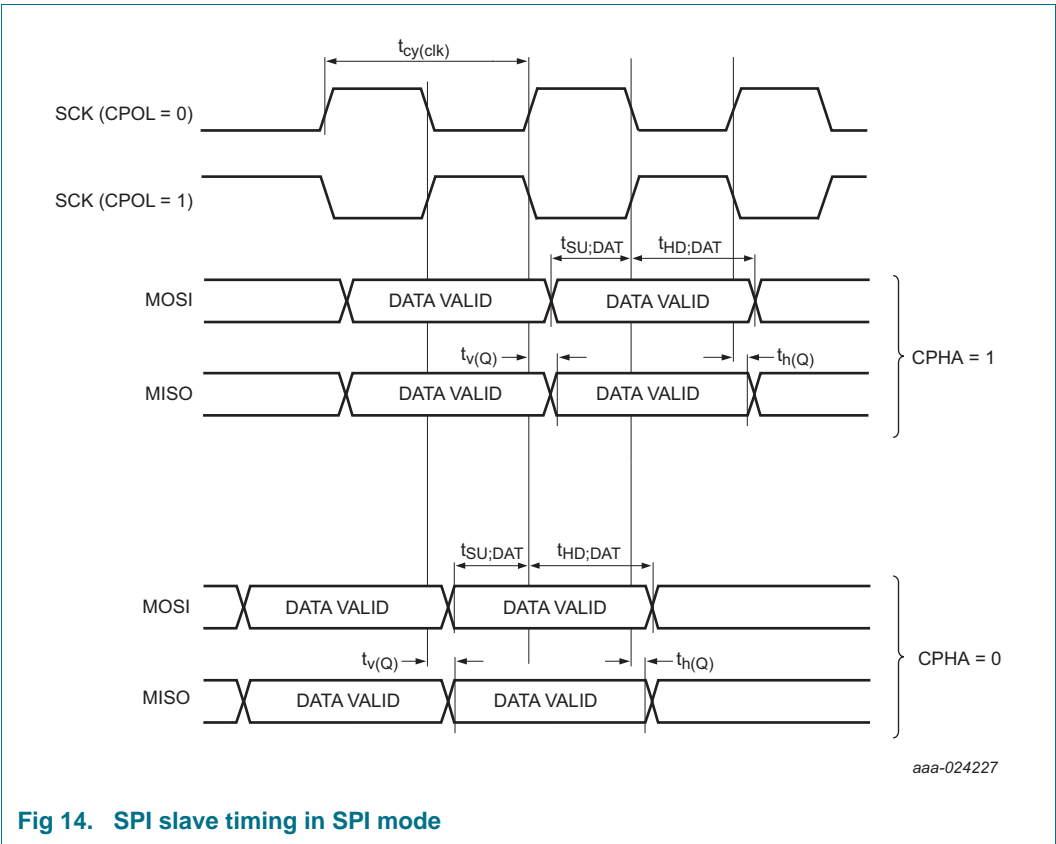 tcy(clk)
SCK (CPOL = 0)
SCK (CPOL = 1)
tSU;DAT tHD;DAT
MOSI DATA VALID DATA VALID
tv(Q) th(Q) CPHA = 1
MISO DATA VALID DATA VALID
tSU;DAT tHD;DAT
MOSI DATA VALID DATA VALID
tv(Q) th(Q) CPHA = 0
MISO DATA VALID DATA VALID
aaa-024227
Fig 14. SPI slave timing in SPI mode